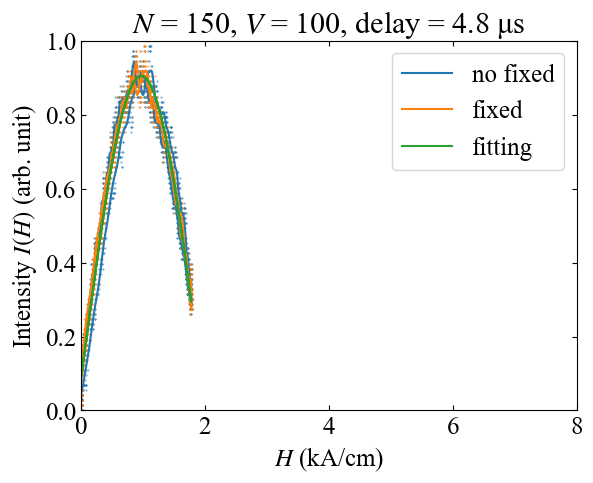 N = 150, V = 100, delay = 4.8 μs
1.0
0.8
0.6
0.4
0.2
0.0
Intensity I(H) (arb. unit)
no fixed
fixed
fitting
0 2 4 6 8
H (kA/cm)